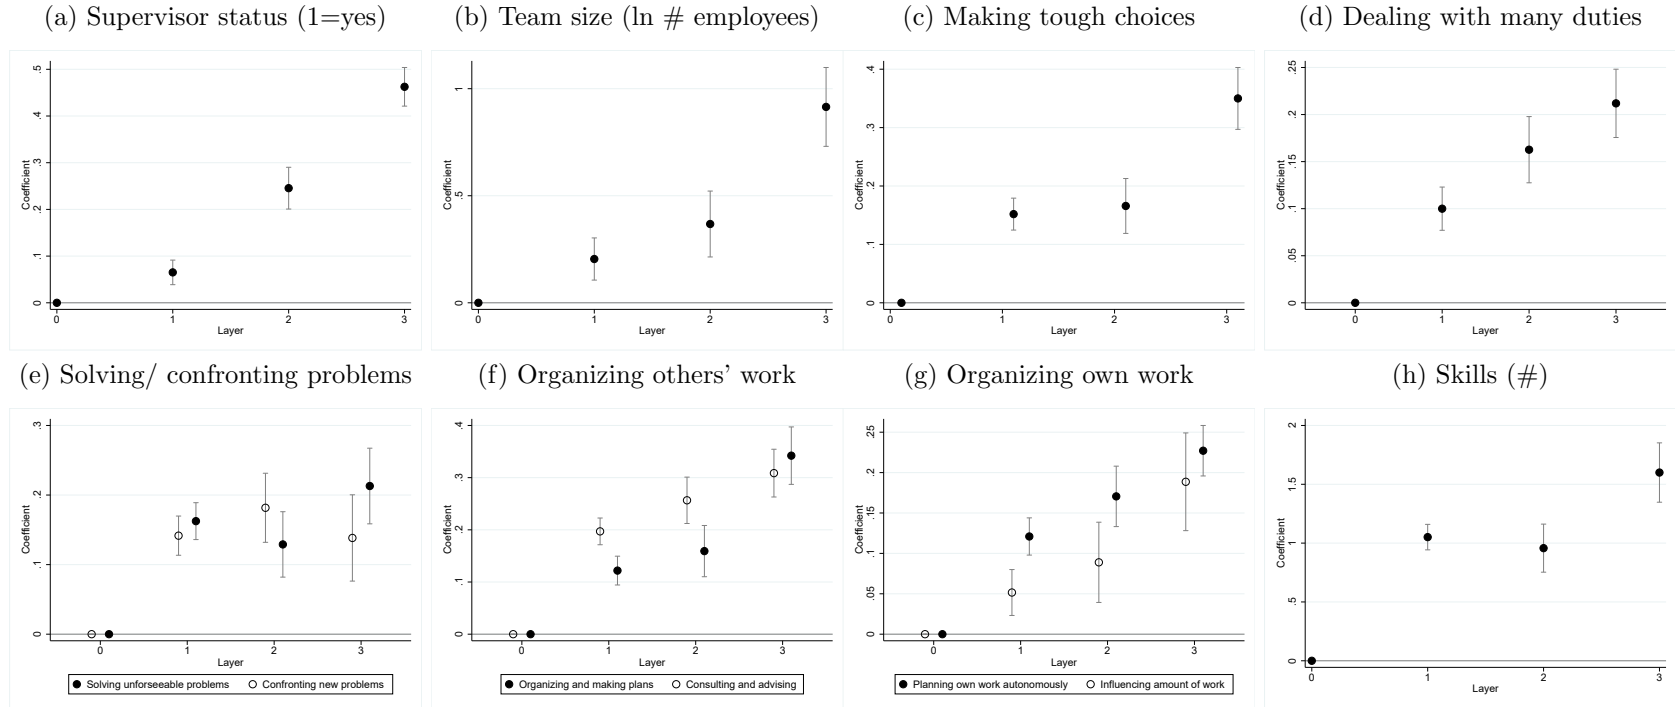 (a) Supervisor status (1=yes)
(b) Team size (ln # employees)
(c) Making tough choices
(d) Dealing with many duties
Coefficient
.5
.4
.3
.2
.1
0
0 1 2 3
Layer
Coefficient
1
.5
0
0 1 2 3
Layer
Coefficient
.4
.3
.2
.1
0
0 1 2 3
Layer
Coefficient
.25
.2
.15
.1
.05
0
0 1 2 3
Layer
(e) Solving/ confronting problems
(f) Organizing others' work
(g) Organizing own work
(h) Skills (#)
Coefficient
.3
.2
.1
0
0 1 2 3
Layer
Solving unforseeable problems Confronting new problems
Coefficient
.4
.3
.2
.1
0
0 1 2 3
Layer
Organizing and making plans Consulting and advising
Coefficient
.25
.2
.15
.1
.05
0
0 1 2 3
Layer
Planning own work autonomously Influencing amount of work
Coefficient
2
1.5
1
.5
0
0 1 2 3
Layer